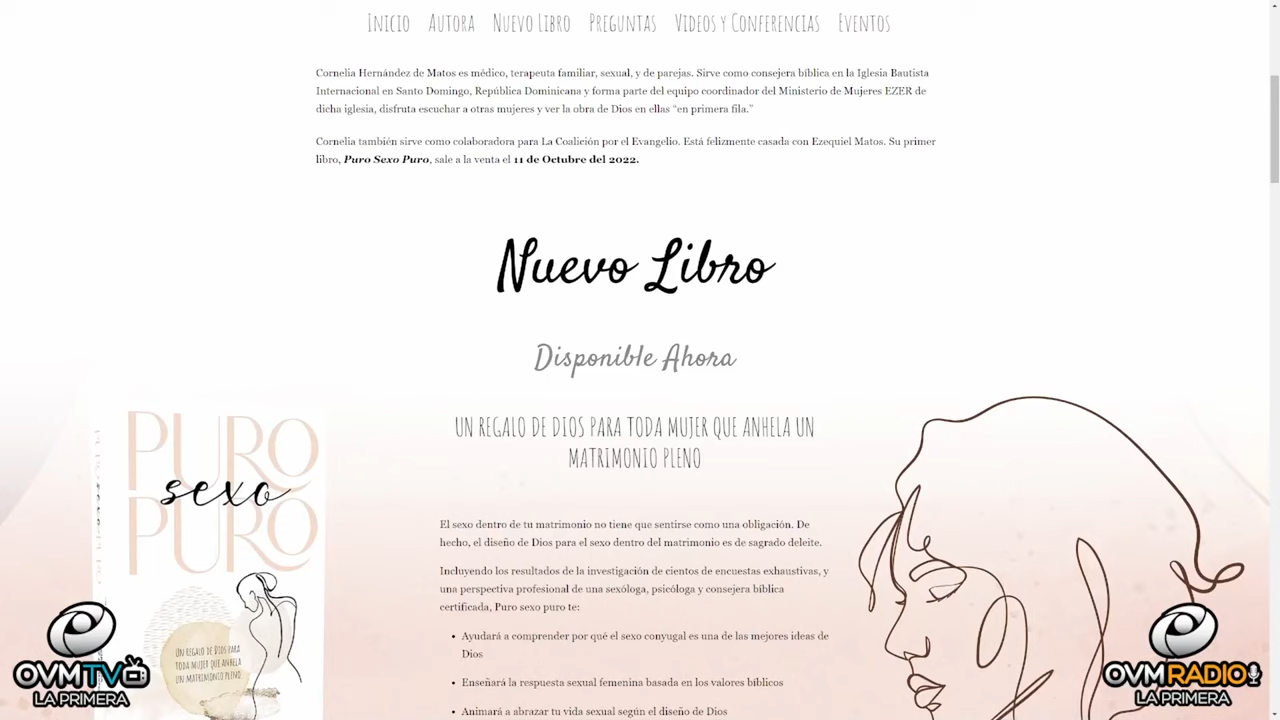 Inicio Autora Nuevo Libro Preguntas Videos y Conferencias Eventos
Cornelia Hernández de Matos es médico, terapeuta familiar, sexual, y de parejas. Sirve como consejera bíblica en la Iglesia Bautista
Internacional en Santo Domingo, República Dominicana y forma parte del equipo coordinador del Ministerio de Mujeres EZER de
dicha iglesia, disfruta escuchar a otras mujeres y ver la obra de Dios en ellas “en primera fila.”
Cornelia también sirve como colaboradora para La Coalición por el Evangelio. Está felizmente casada con Ezequiel Matos. Su primer
libro, Puro Sexo Puro, sale a la venta el 11 de Octubre del 2022.
Nuevo Libro
Disponible Ahora
UN REGALO DE DIOS PARA TODA MUJER QUE ANHELA UN
MATRIMONIO PLENO
El sexo dentro de tu matrimonio no tiene que sentirse como una obligación. De
hecho, el diseño de Dios para el sexo dentro del matrimonio es de sagrado deleite.
Incluyendo los resultados de la investigación de cientos de encuestas exhaustivas, y
una perspectiva profesional de una sexóloga, psicóloga y consejera bíblica
certificada, Puro sexo puro te:
• Ayudará a comprender por qué el sexo conyugal es una de las mejores ideas de
Dios
• Enseñará la respuesta sexual femenina basada en los valores bíblicos
• Animará a abrazar tu vida sexual según el diseño de Dios
PURO
sexo
PURO
UN REGALO DE DIOS PARA
TODA MUJER QUE ANHELA
UN MATRIMONIO PLENO
OVMTV
LA PRIMERA
OVMRADIO
LA PRIMERA